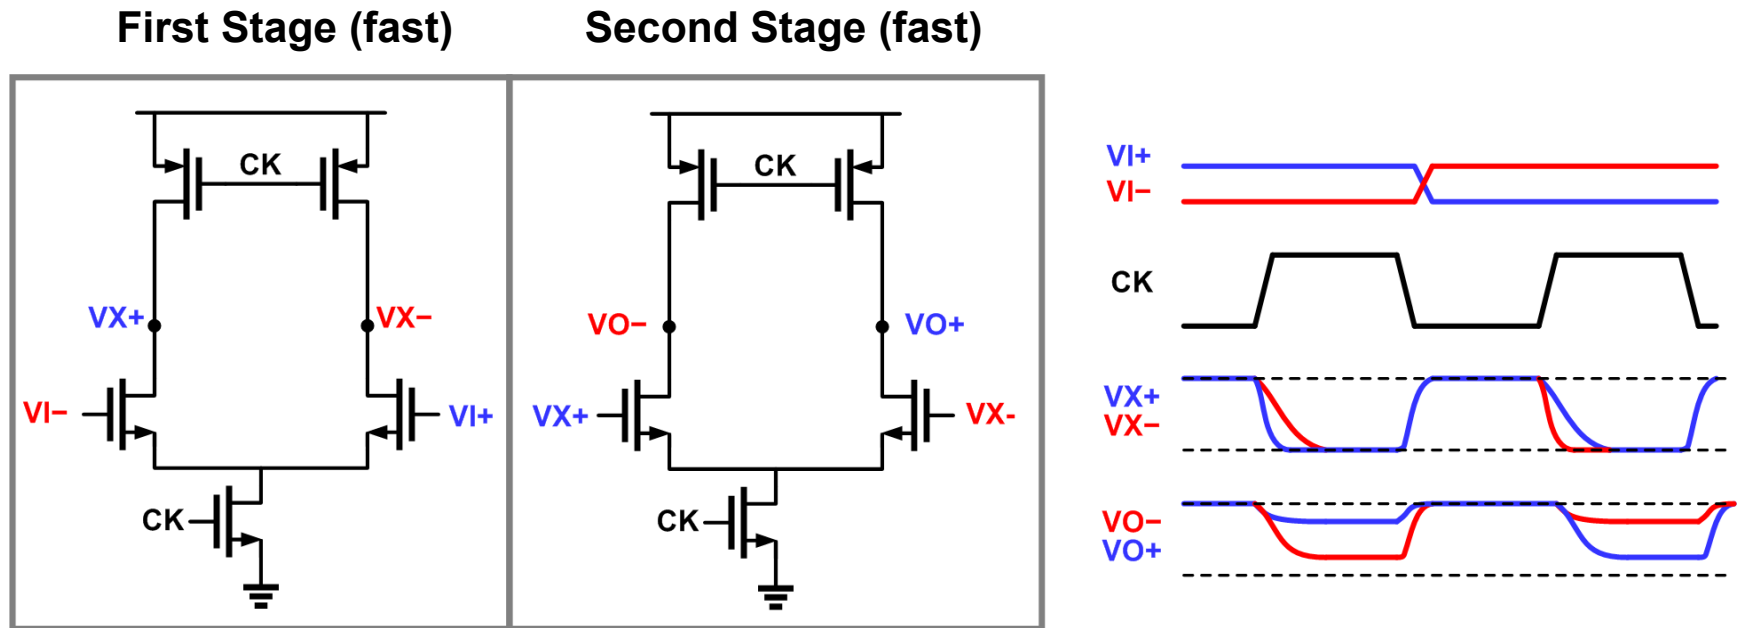 First Stage (fast)
Second Stage (fast)
CK
CK
VX+
VX−
VO−
VO+
VI−
VI+
VX+
VX-
CK
CK
VI+
VI−
CK
VX+
VX−
VO−
VO+